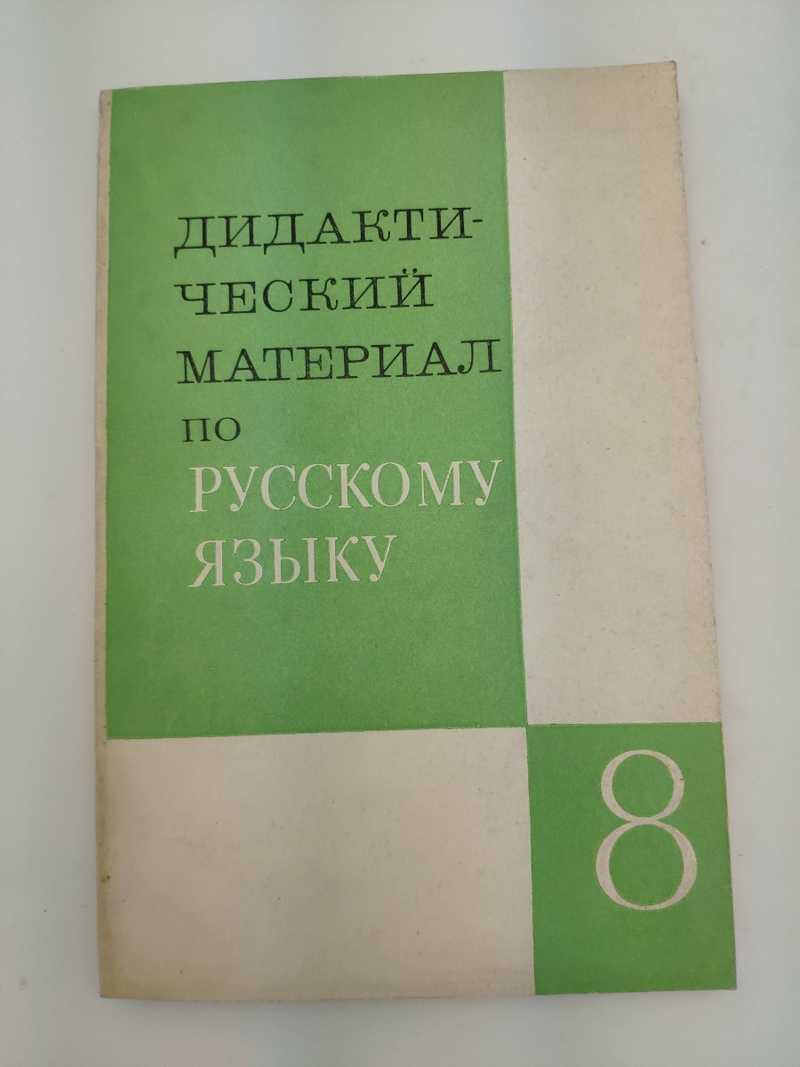 ДИДАКТИ-
ЧЕСКИЙ
МАТЕРИАЛ
ПО
РУССКОМУ
ЯЗЫКУ
8